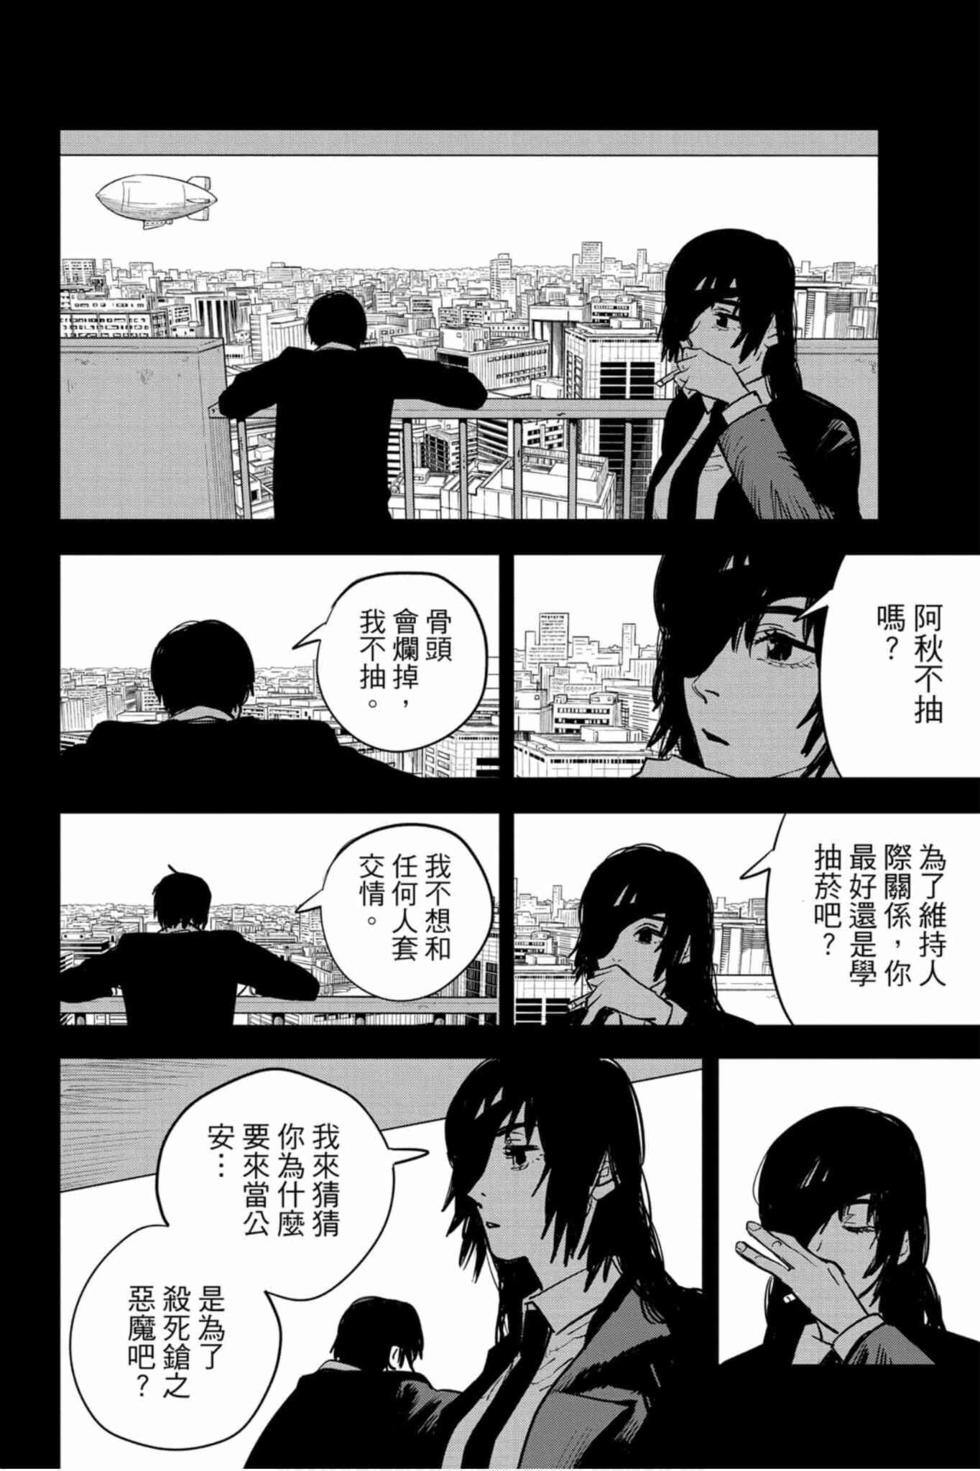 阿秋不抽
嗎？
骨頭
會爛掉，
我不抽。
為了維持人
際關係，你
最好還是學
抽菸吧？
我不想和
任何人套
交情。
我來猜猜
你為什麼
要來當公
安…
是為了
殺死鎗之
惡魔吧？